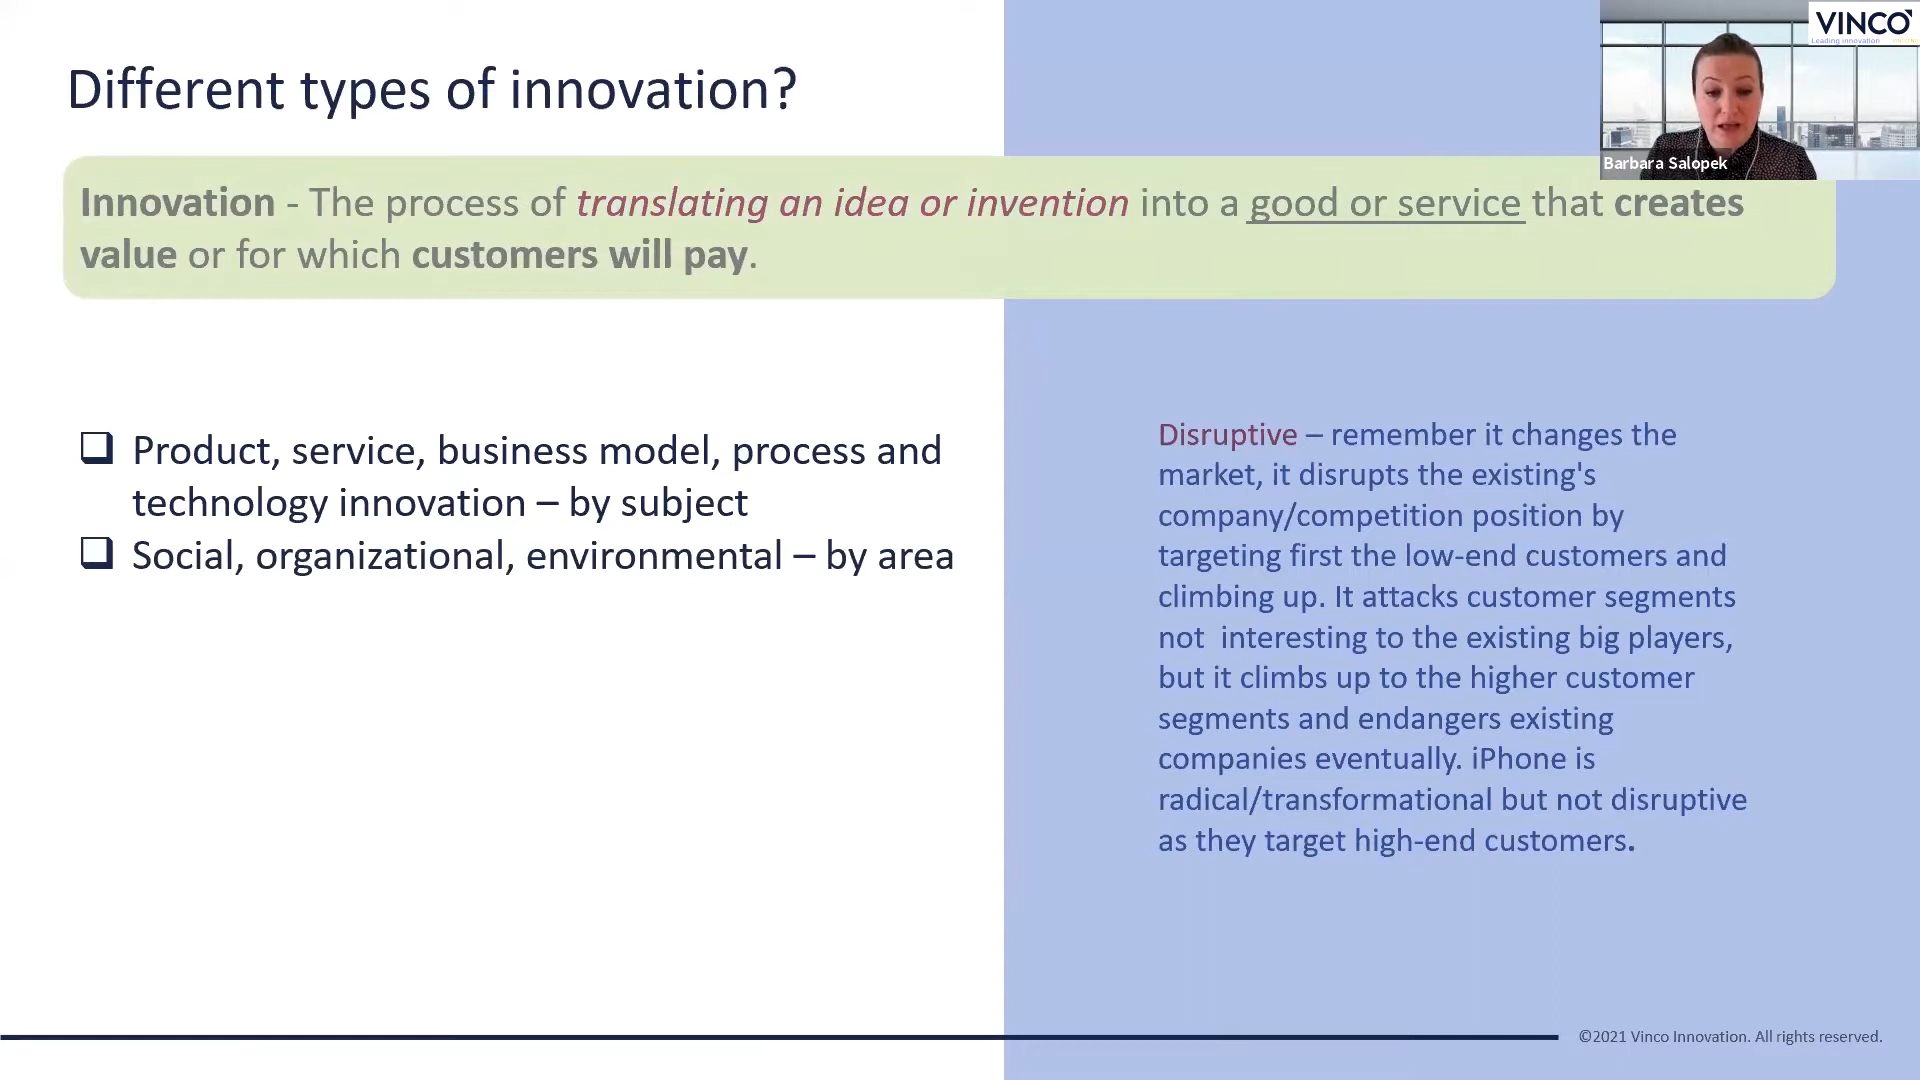 Different types of innovation?
VINCO
Leading innovation
Barbara Salopek
Innovation - The process of translating an idea or invention into a good or service that creates
value or for which customers will pay.
Product, service, business model, process and
technology innovation – by subject
Social, organizational, environmental – by area
Disruptive – remember it changes the
market, it disrupts the existing's
company/competition position by
targeting first the low-end customers and
climbing up. It attacks customer segments
not  interesting to the existing big players,
but it climbs up to the higher customer
segments and endangers existing
companies eventually. iPhone is
radical/transformational but not disruptive
as they target high-end customers.
©2021 Vinco Innovation. All rights reserved.